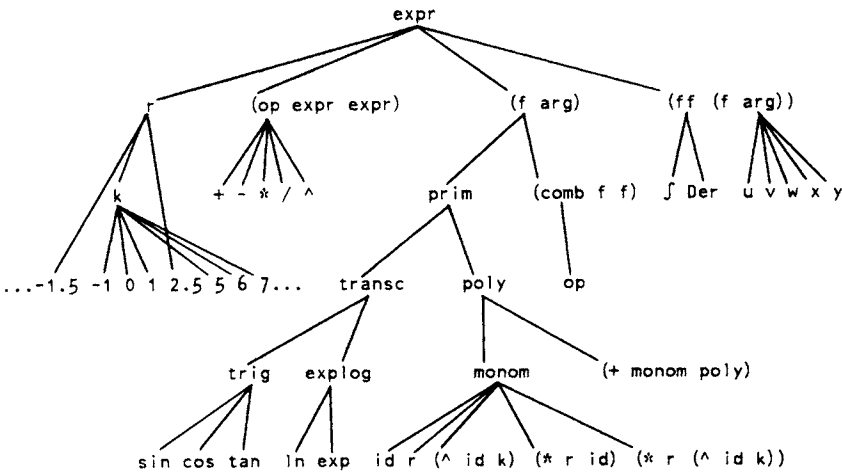 expr
r (op expr expr) (f arg) (ff (f arg))
k + - * / ^ prim (comb f f) ∫ Der u v w x y
...-1.5 -1 0 1 2.5 5 6 7... transc poly op
trig explog monom (+ monom poly)
sin cos tan ln exp id r (^ id k) (* r id) (* r (^ id k))